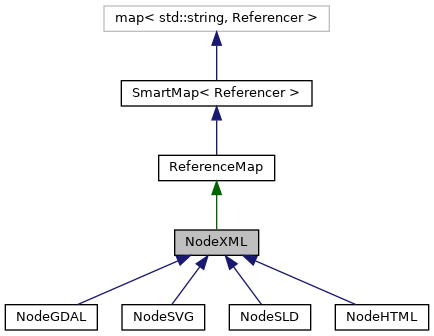 map< std::string, Referencer >
SmartMap< Referencer >
ReferenceMap
NodeXML
NodeGDAL
NodeSVG
NodeSLD
NodeHTML